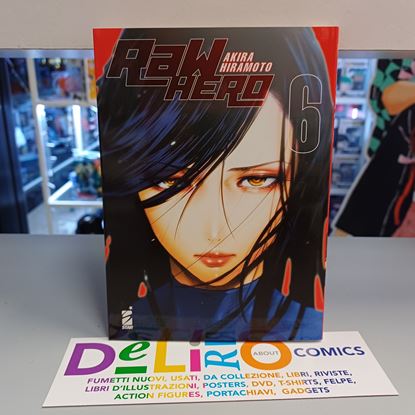 RaW HERO
AKIRA
HIRAMOTO
6
STAR
DeLiRiO ABOUT COMICS
FUMETTI NUOVI, USATI, DA COLLEZIONE, LIBRI, RIVISTE,
LIBRI D'ILLUSTRAZIONI, POSTERS, DVD, T-SHIRTS, FELPE,
ACTION FIGURES, PORTACHIAVI, GADGETS